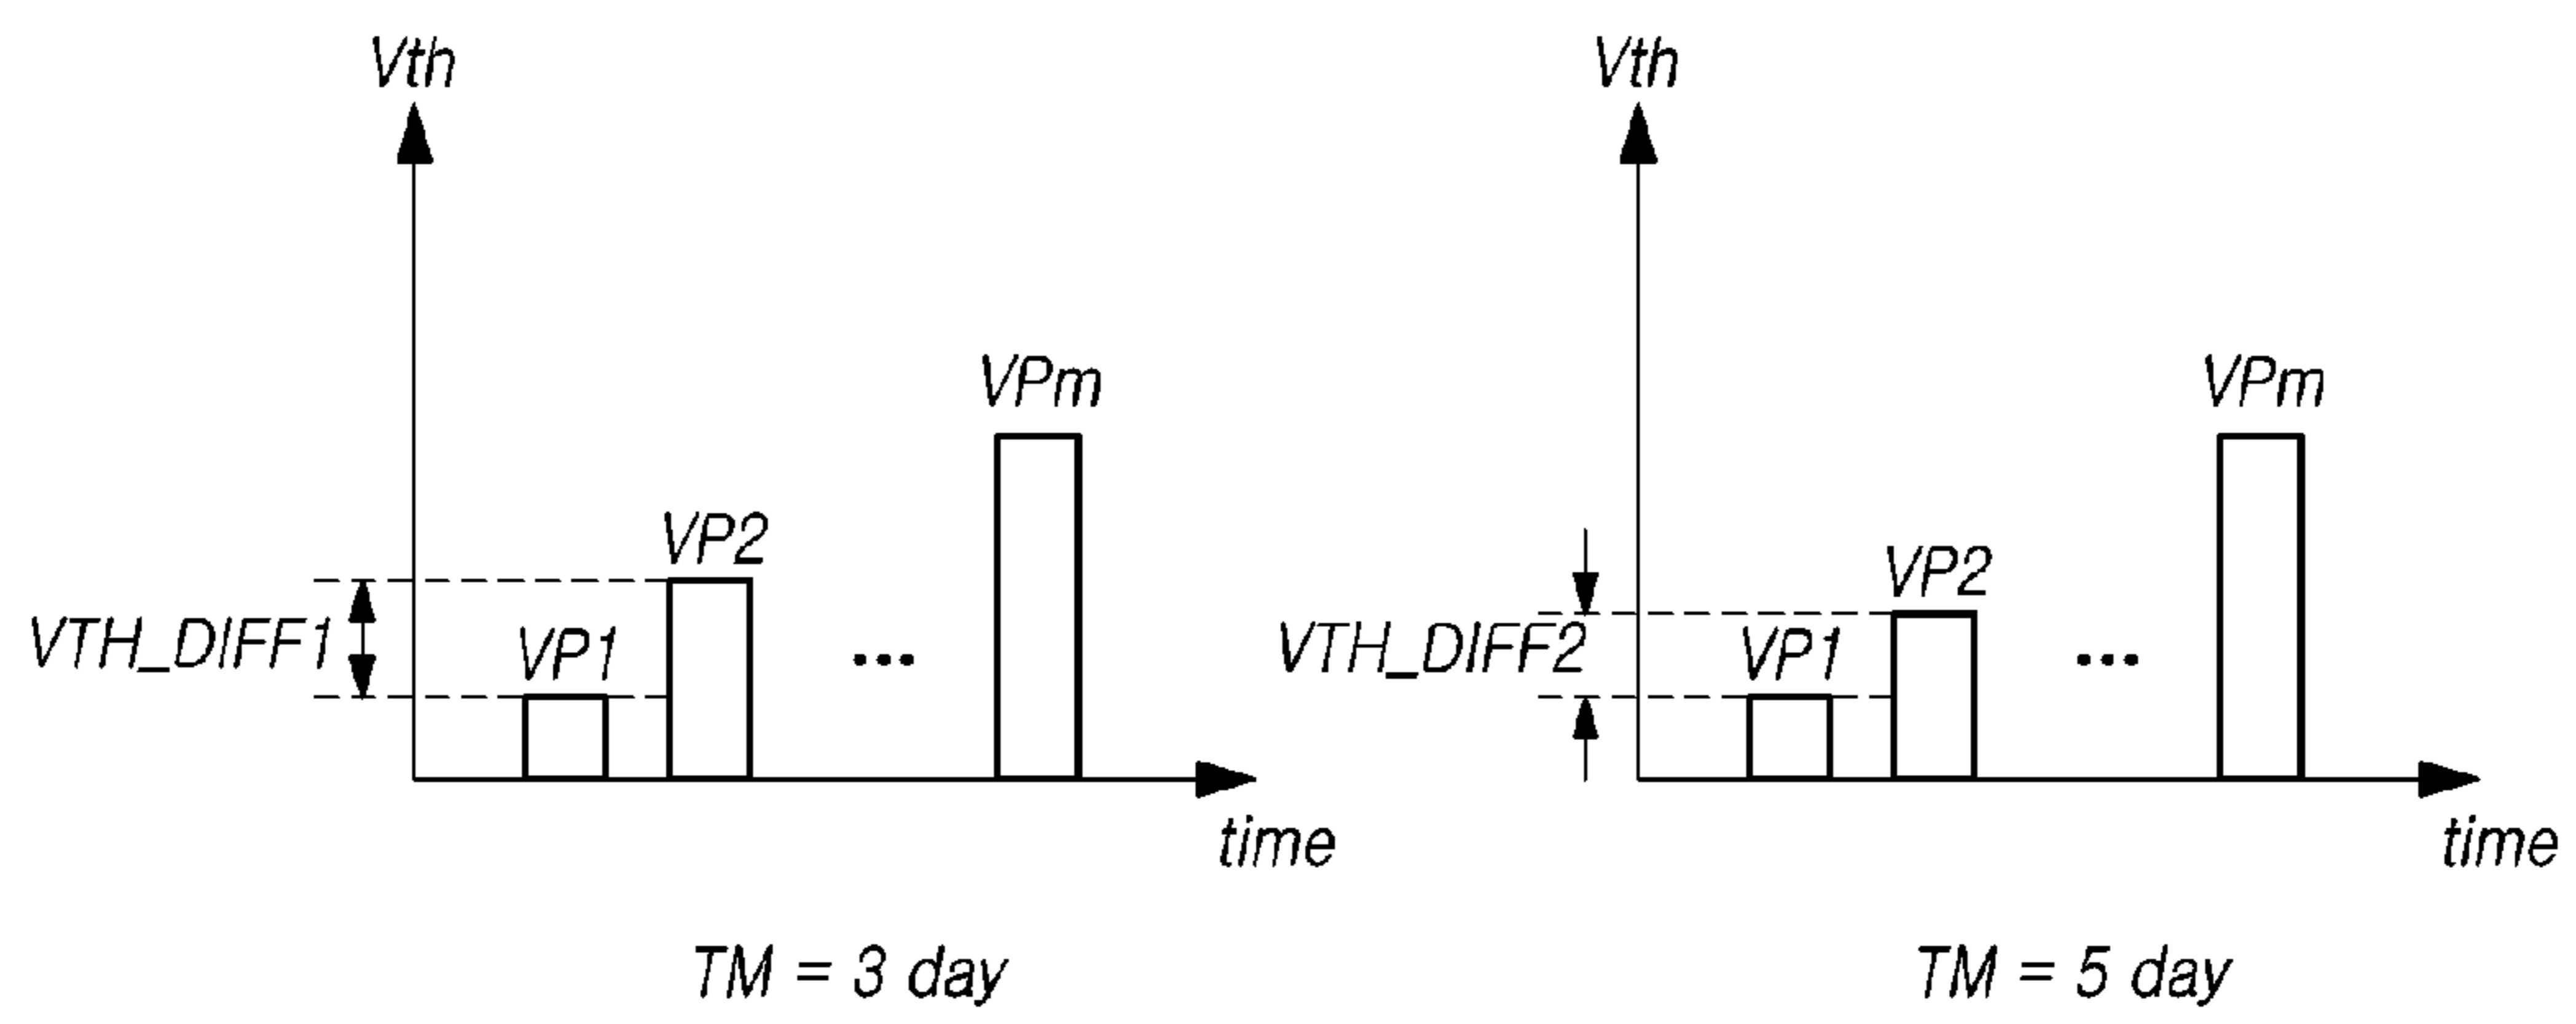 Vth
VPm
VP2
VTH_DIFF1
VP1
...
time
TM = 3 day
Vth
VPm
VP2
VTH_DIFF2
VP1
...
time
TM = 5 day